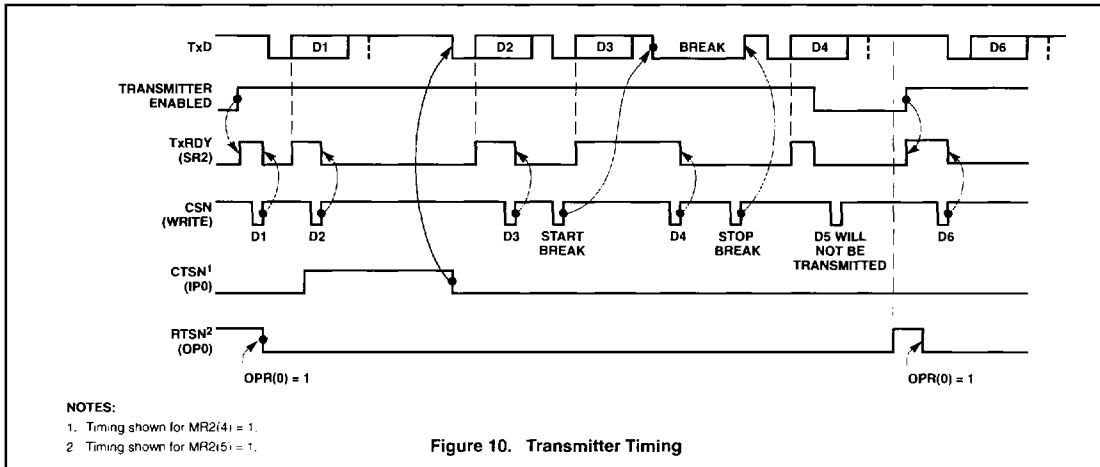 TxD D1 D2 D3 BREAK D4 D6
TRANSMITTER
ENABLED
TxRDY
(SR2)
CSN
(WRITE)
D1 D2 D3 START
BREAK D4 STOP
BREAK D5 WILL
NOT BE
TRANSMITTED D6
CTSN1
(IP0)
RTSN2
(OP0)
OPR(0) = 1 OPR(0) = 1
NOTES:
1. Timing shown for MR2(4) = 1.
2 Timing shown for MR2(5) = 1.
Figure 10. Transmitter Timing